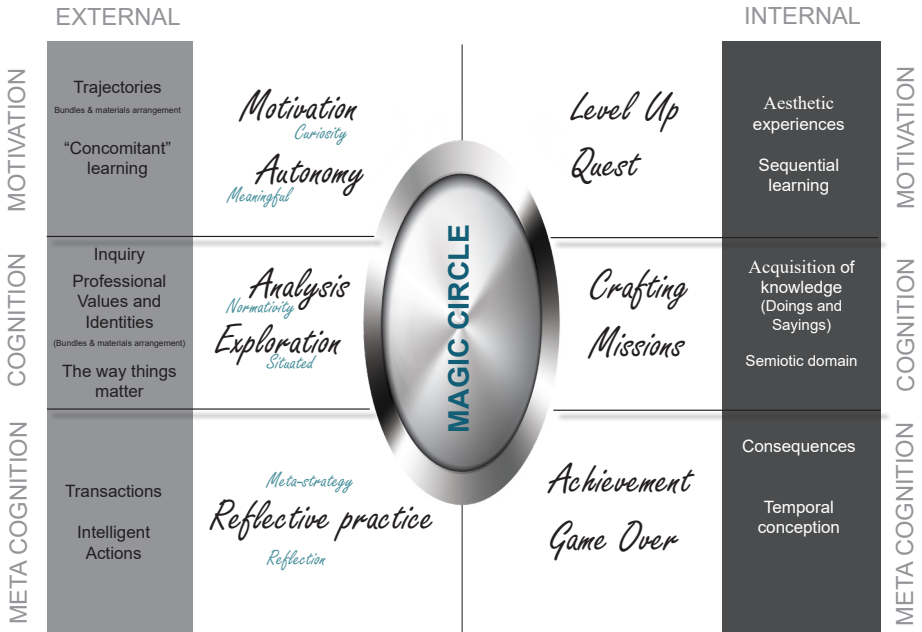 EXTERNAL
INTERNAL
MOTIVATION
Trajectories
Bundles & materials arrangement
“Concomitant”
learning
Motivation
Curiosity
Autonomy
Meaningful
Level Up
Quest
Aesthetic
experiences
Sequential
learning
MOTIVATION
COGNITION
Inquiry
Professional
Values and
Identities
(Bundles & materials arrangement)
The way things
matter
Analysis
Normativity
Exploration
Situated
MAGIC CIRCLE
Crafting
Missions
Acquisition of
knowledge
(Doings and
Sayings)
Semiotic domain
COGNITION
META COGNITION
Transactions
Intelligent
Actions
Meta-strategy
Reflective practice
Reflection
Achievement
Game Over
Consequences
Temporal
conception
META COGNITION